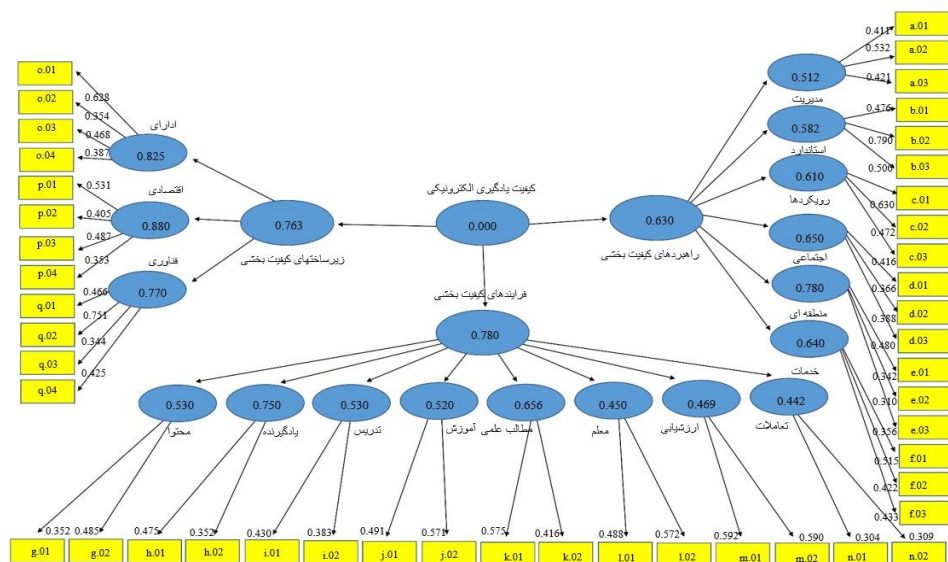 a.01
0.411
0.532
a.02
0.421
0.512
a.03
مدیریت
0.476
b.01
0.582
0.790
b.02
استاندارد
0.500
b.03
0.610
0.630
c.01
رویکردها
0.472
c.02
0.650
0.416
c.03
اجتماعی
0.366
d.01
0.780
0.388
d.02
منطقه ای
0.480
d.03
0.640
0.342
e.01
خدمات
0.310
e.02
0.356
e.03
0.515
f.01
0.422
f.02
0.433
f.03
0.630
راهبردهای کیفیت بخشی
کیفیت یادگیری الکترونیکی
0.000
0.763
زیرساختهای کیفیت بخشی
o.01
0.628
o.02
0.354
ادارای
o.03
0.468
0.825
o.04
0.387
p.01
0.531
اقتصادی
p.02
0.405
0.880
p.03
0.487
p.04
0.353
فناوری
q.01
0.466
0.770
q.02
0.751
q.03
0.344
q.04
0.425
فرایندهای کیفیت بخشی
0.780
0.530
0.750
0.530
0.520
0.656
0.450
0.469
0.442
محتوا
یادگیرنده
تدریس
آموزش
مطالب علمی
معلم
ارزشیابی
تعاملات
0.352
0.485
0.475
0.352
0.430
0.383
0.491
0.571
0.575
0.416
0.488
0.572
0.592
0.590
0.304
0.309
g.01
g.02
h.01
h.02
i.01
i.02
j.01
j.02
k.01
k.02
l.01
l.02
m.01
m.02
n.01
n.02